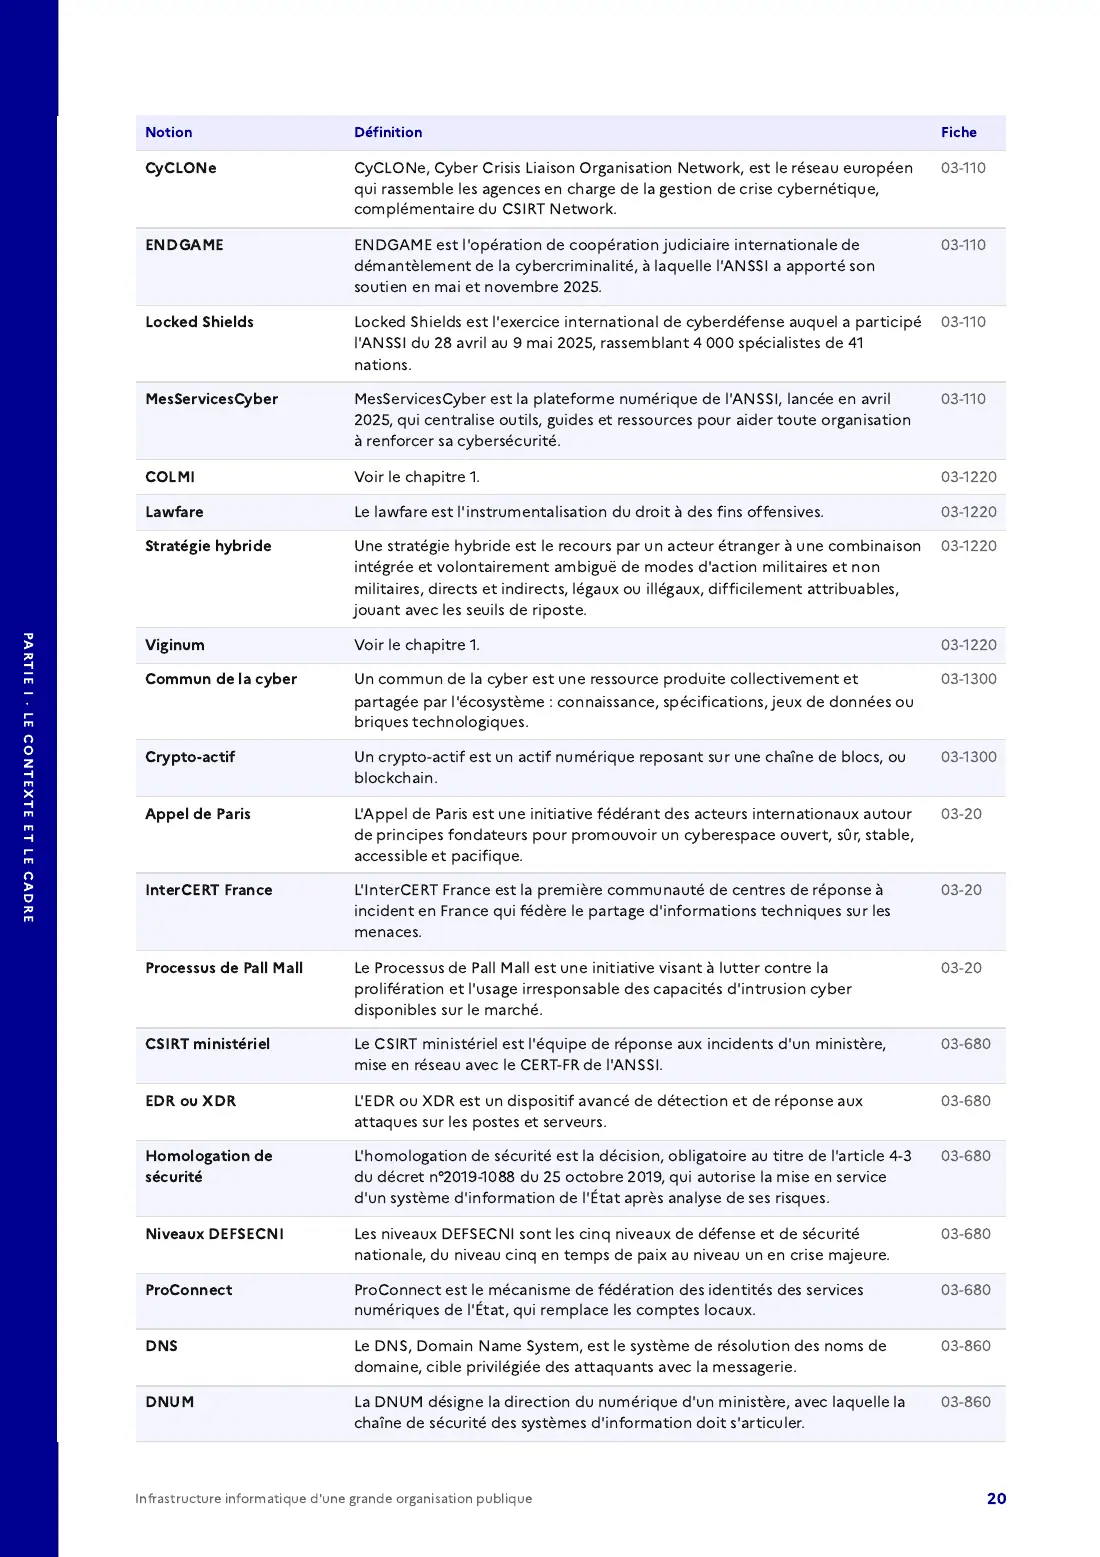 PARTIE I · LE CONTEXTE ET LE CADRE
Notion Définition Fiche
CyCLONe CyCLONe, Cyber Crisis Liaison Organisation Network, est le réseau européen 03-110
qui rassemble les agences en charge de la gestion de crise cybernétique,
complémentaire du CSIRT Network.
ENDGAME ENDGAME est l'opération de coopération judiciaire internationale de 03-110
démantèlement de la cybercriminalité, à laquelle l'ANSSI a apporté son
soutien en mai et novembre 2025.
Locked Shields Locked Shields est l'exercice international de cyberdéfense auquel a participé 03-110
l'ANSSI du 28 avril au 9 mai 2025, rassemblant 4 000 spécialistes de 41
nations.
MesServicesCyber MesServicesCyber est la plateforme numérique de l'ANSSI, lancée en avril 03-110
2025, qui centralise outils, guides et ressources pour aider toute organisation
à renforcer sa cybersécurité.
COLMI Voir le chapitre 1. 03-1220
Lawfare Le lawfare est l'instrumentalisation du droit à des fins offensives. 03-1220
Stratégie hybride Une stratégie hybride est le recours par un acteur étranger à une combinaison 03-1220
intégrée et volontairement ambiguë de modes d'action militaires et non
militaires, directs et indirects, légaux ou illégaux, difficilement attribuables,
jouant avec les seuils de riposte.
Viginum Voir le chapitre 1. 03-1220
Commun de la cyber Un commun de la cyber est une ressource produite collectivement et 03-1300
partagée par l'écosystème : connaissance, spécifications, jeux de données ou
briques technologiques.
Crypto-actif Un crypto-actif est un actif numérique reposant sur une chaîne de blocs, ou 03-1300
blockchain.
Appel de Paris L'Appel de Paris est une initiative fédérant des acteurs internationaux autour 03-20
de principes fondateurs pour promouvoir un cyberespace ouvert, sûr, stable,
accessible et pacifique.
InterCERT France L'InterCERT France est la première communauté de centres de réponse à 03-20
incident en France qui fédère le partage d'informations techniques sur les
menaces.
Processus de Pall Mall Le Processus de Pall Mall est une initiative visant à lutter contre la 03-20
prolifération et l'usage irresponsable des capacités d'intrusion cyber
disponibles sur le marché.
CSIRT ministériel Le CSIRT ministériel est l'équipe de réponse aux incidents d'un ministère, 03-680
mise en réseau avec le CERT-FR de l'ANSSI.
EDR ou XDR L'EDR ou XDR est un dispositif avancé de détection et de réponse aux 03-680
attaques sur les postes et serveurs.
Homologation de L'homologation de sécurité est la décision, obligatoire au titre de l'article 4-3 03-680
sécurité du décret n°2019-1088 du 25 octobre 2019, qui autorise la mise en service
d'un système d'information de l'État après analyse de ses risques.
Niveaux DEFSECNI Les niveaux DEFSECNI sont les cinq niveaux de défense et de sécurité 03-680
nationale, du niveau cinq en temps de paix au niveau un en crise majeure.
ProConnect ProConnect est le mécanisme de fédération des identités des services 03-680
numériques de l'État, qui remplace les comptes locaux.
DNS Le DNS, Domain Name System, est le système de résolution des noms de 03-860
domaine, cible privilégiée des attaquants avec la messagerie.
DNUM La DNUM désigne la direction du numérique d'un ministère, avec laquelle la 03-860
chaîne de sécurité des systèmes d'information doit s'articuler.
Infrastructure informatique d'une grande organisation publique 20